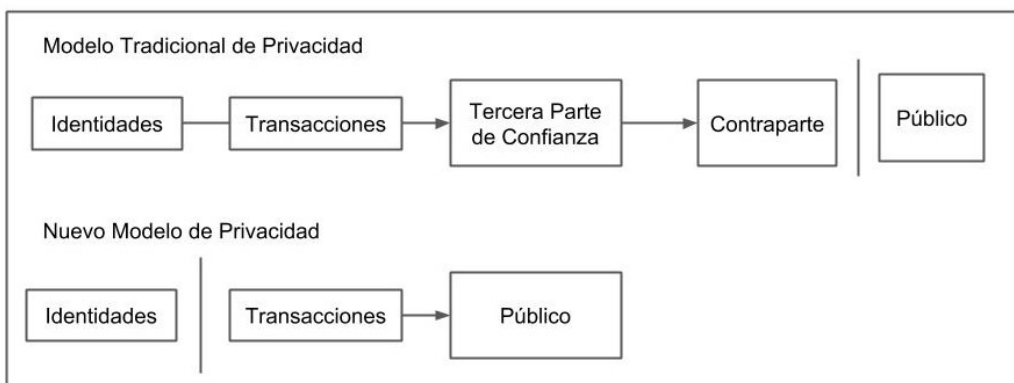 Modelo Tradicional de Privacidad
Identidades
Transacciones
Tercera Parte
de Confianza
Contraparte
Público
Nuevo Modelo de Privacidad
Identidades
Transacciones
Público